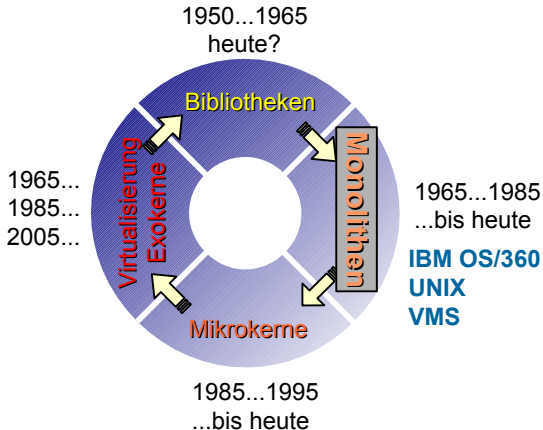 1950...1965
heute?
Bibliotheken
Monolithen
1965...1985
...bis heute
IBM OS/360
UNIX
VMS
Mikrokerne
1985...1995
...bis heute
Virtualisierung
Exokerne
1965...
1985...
2005...